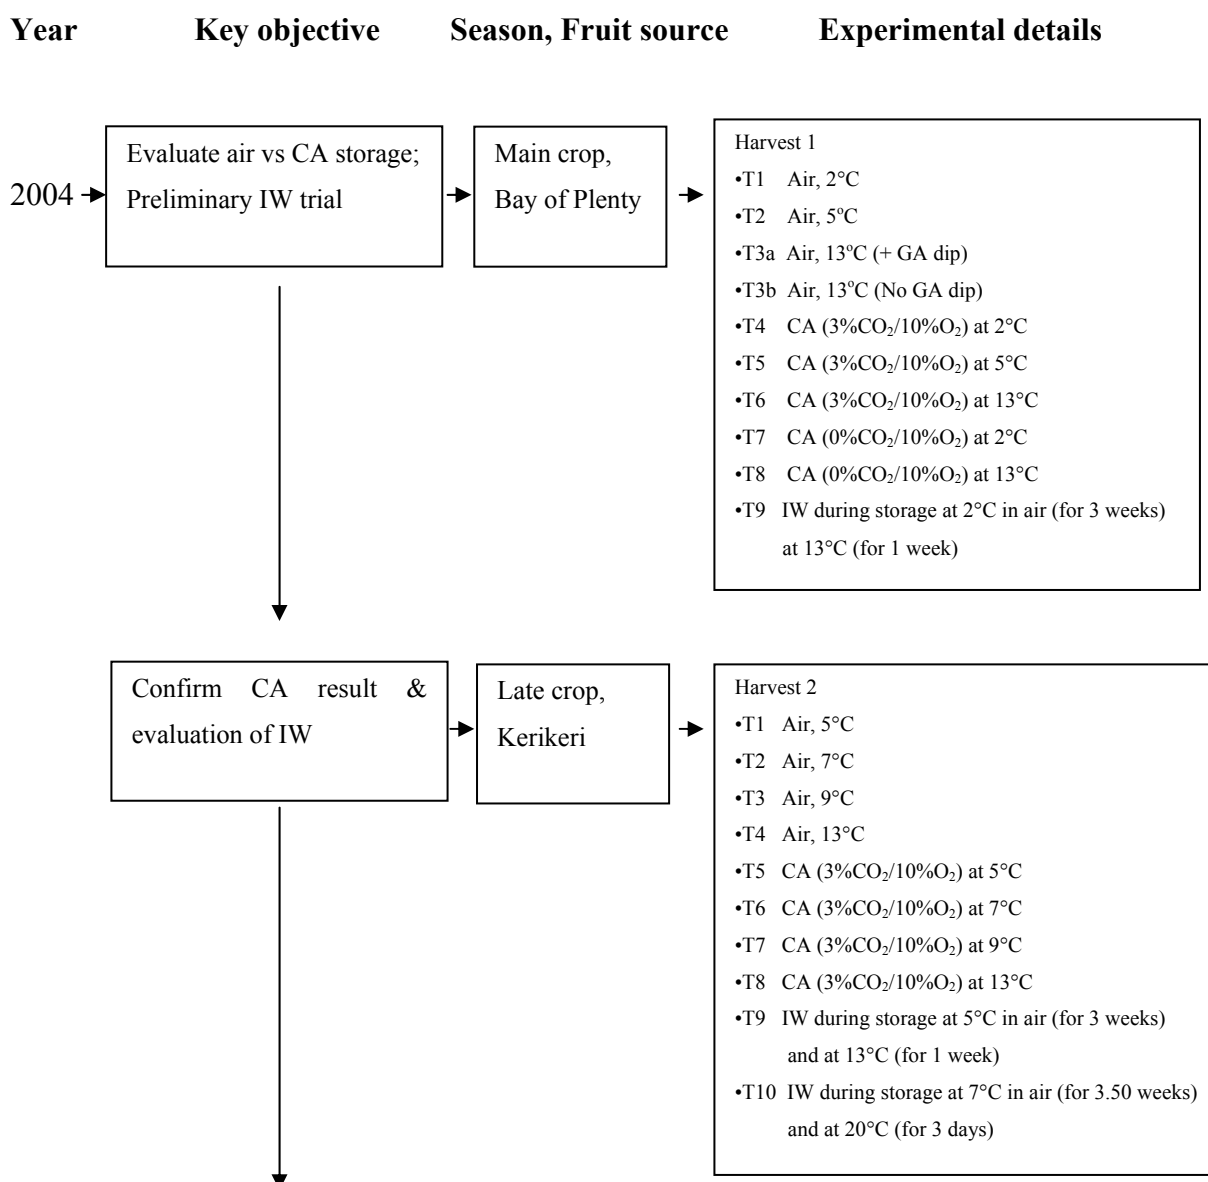 Year Key objective Season, Fruit source Experimental details
2004
Evaluate air vs CA storage;
Preliminary IW trial
Main crop,
Bay of Plenty
Harvest 1
•T1 Air, 2°C
•T2 Air, 5°C
•T3a Air, 13°C (+ GA dip)
•T3b Air, 13°C (No GA dip)
•T4 CA (3%CO₂/10%O₂) at 2°C
•T5 CA (3%CO₂/10%O₂) at 5°C
•T6 CA (3%CO₂/10%O₂) at 13°C
•T7 CA (0%CO₂/10%O₂) at 2°C
•T8 CA (0%CO₂/10%O₂) at 13°C
•T9 IW during storage at 2°C in air (for 3 weeks)
at 13°C (for 1 week)
Confirm CA result &
evaluation of IW
Late crop,
Kerikeri
Harvest 2
•T1 Air, 5°C
•T2 Air, 7°C
•T3 Air, 9°C
•T4 Air, 13°C
•T5 CA (3%CO₂/10%O₂) at 5°C
•T6 CA (3%CO₂/10%O₂) at 7°C
•T7 CA (3%CO₂/10%O₂) at 9°C
•T8 CA (3%CO₂/10%O₂) at 13°C
•T9 IW during storage at 5°C in air (for 3 weeks)
and at 13°C (for 1 week)
•T10 IW during storage at 7°C in air (for 3.50 weeks)
and at 20°C (for 3 days)